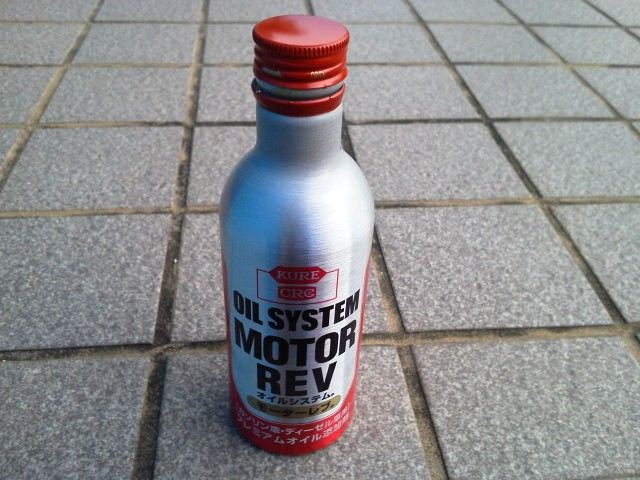 KURE
CRC
OIL SYSTEM
MOTOR
REV
オイルシステム®
モーターレブ®
ガソリン車・ディーゼル車用
プレミアムオイル添加剤